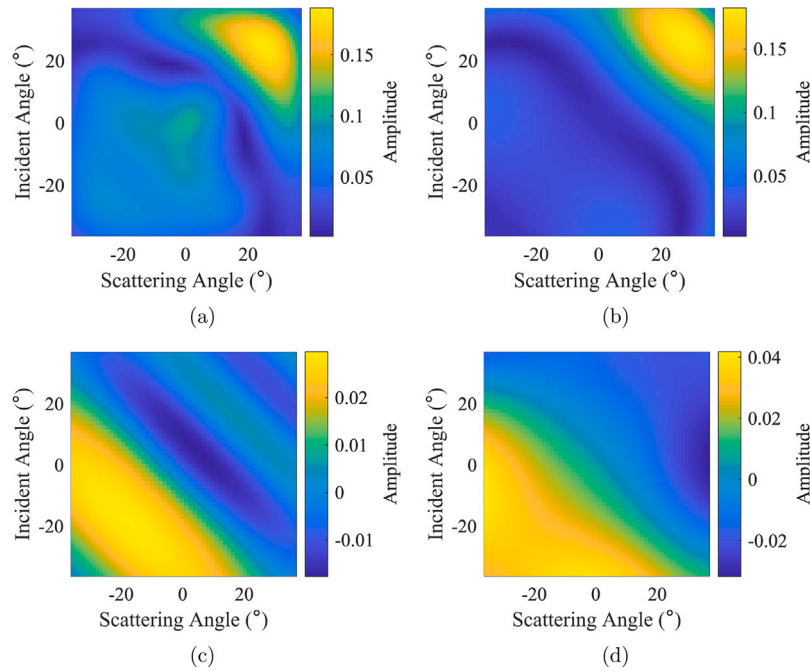 20
0
-20
Incident Angle (°)
-20 0 20
Scattering Angle (°)
0.15
0.1
0.05
Amplitude
(a)
20
0
-20
Incident Angle (°)
-20 0 20
Scattering Angle (°)
0.15
0.1
0.05
Amplitude
(b)
20
0
-20
Incident Angle (°)
-20 0 20
Scattering Angle (°)
0.02
0.01
0
-0.01
Amplitude
(c)
20
0
-20
Incident Angle (°)
-20 0 20
Scattering Angle (°)
0.04
0.02
0
-0.02
Amplitude
(d)